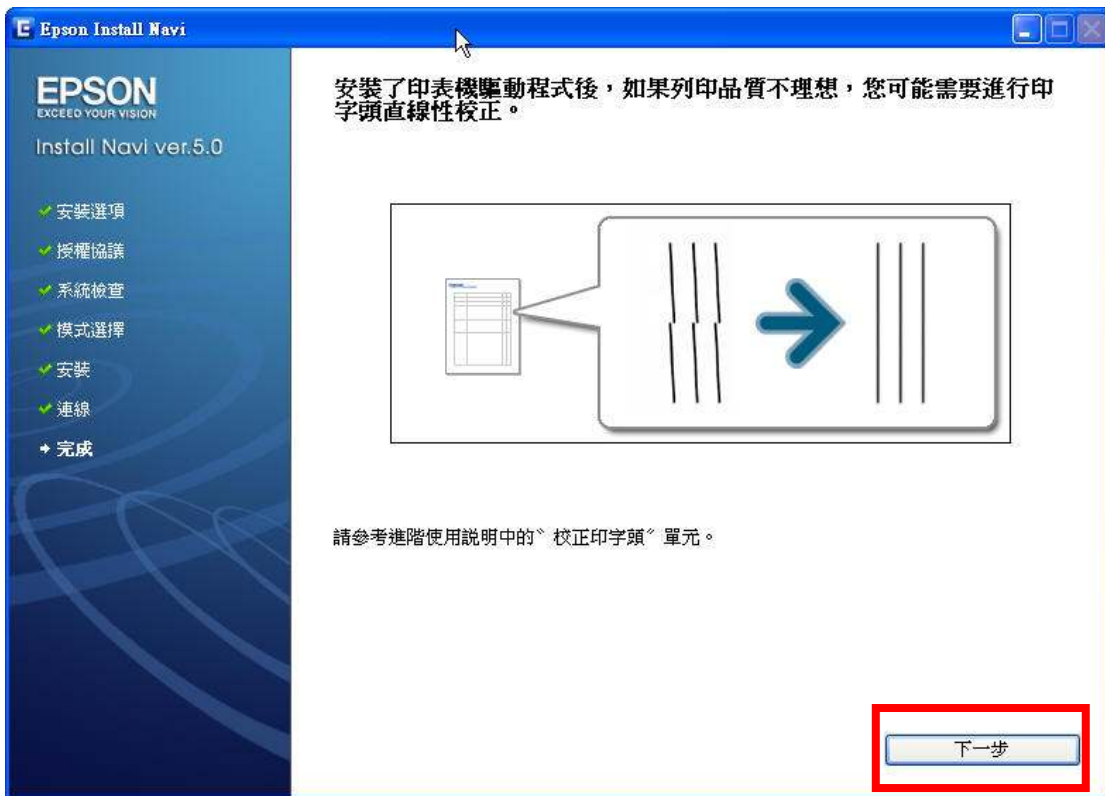 Epson Install Navi
EPSON
EXCEED YOUR VISION
Install Navi ver.5.0
安裝選項
授權協議
系統檢查
模式選擇
安裝
連線
完成
安裝了印表機驅動程式後，如果列印品質不理想，您可能需要進行印
字頭直線性校正。
請參考進階使用說明中的〝校正印字頭〞單元。
下一步